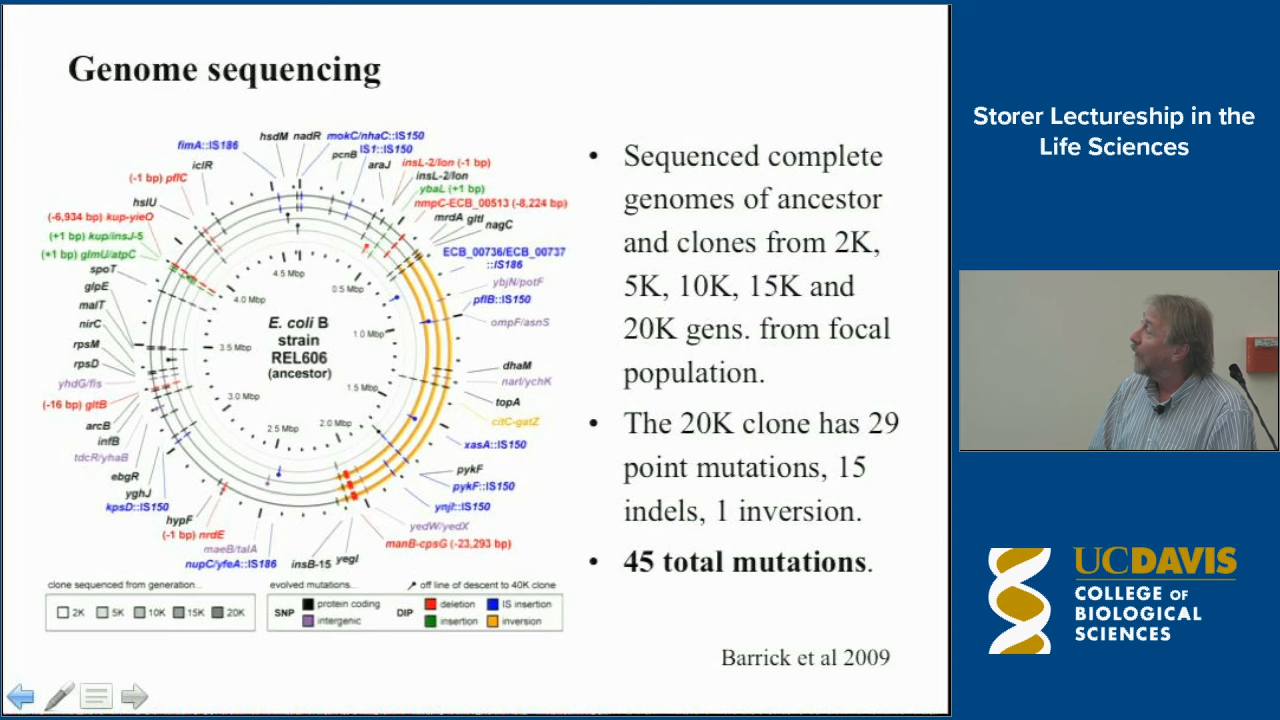 Genome sequencing
Storer Lectureship in the
Life Sciences
hsdM nadR mokC/nhaC::IS150
fimA::IS186
pcnB IS1::IS150
iclR araJ insL-2/lon (-1 bp)
(-1 bp) pflC insL-2/lon
ybaL (+1 bp)
hslU nmpC-ECB_00513 (-8,224 bp)
(-6,934 bp) kup-yieO mrdA gltI
nagC
(+1 bp) kup/insJ-5
(+1 bp) glmU/atpC
ECB_00736/ECB_00737
::IS186
spoT
ybjN/potF
glpE
pflB::IS150
malT
nirC ompF/asnS
rpsM
rpsD dhaM
yhdG/fis narI/ychK
(-16 bp) gltB topA
arcB citC-gatZ
infB xasA::IS150
tdcR/yhaB
ebgR pykF
yghJ pykF::IS150
kpsD::IS150 ynjI::IS150
hypF yedW/yedX
(-1 bp) nrdE manB-cpsG (-23,293 bp)
maeB/talA
nupC/yfeA::IS186 insB-15 yegI
4.5 Mbp
0.5 Mbp
4.0 Mbp
1.0 Mbp
3.5 Mbp
1.5 Mbp
3.0 Mbp
2.0 Mbp
2.5 Mbp
E. coli B
strain
REL606
(ancestor)
clone sequenced from generation...
2K 5K 10K 15K 20K
evolved mutations... off line of descent to 40K clone
SNP protein coding DIP deletion IS insertion
intergenic insertion inversion
• Sequenced complete
genomes of ancestor
and clones from 2K,
5K, 10K, 15K and
20K gens. from focal
population.
• The 20K clone has 29
point mutations, 15
indels, 1 inversion.
• 45 total mutations.
Barrick et al 2009
UCDAVIS
COLLEGE OF
BIOLOGICAL
SCIENCES